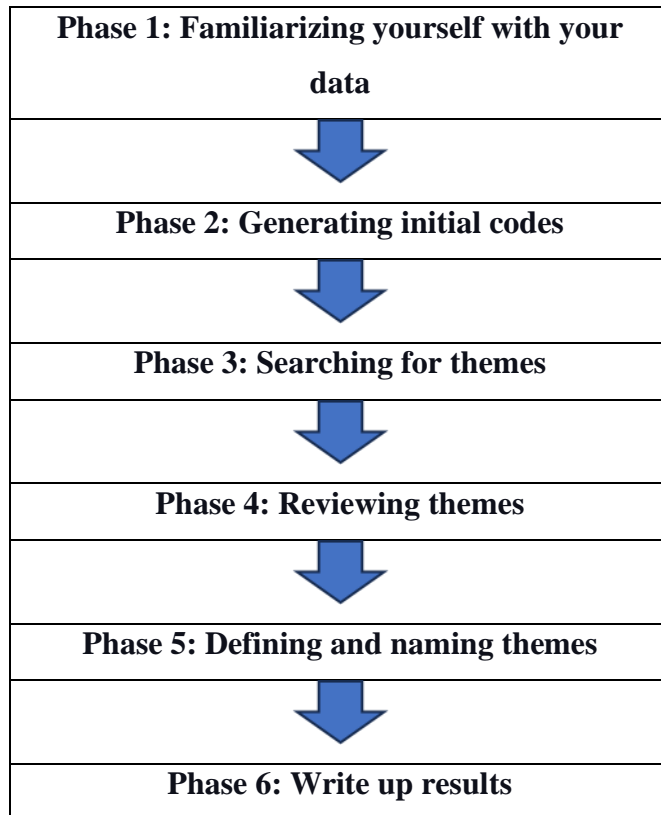 Phase 1: Familiarizing yourself with your
data
Phase 2: Generating initial codes
Phase 3: Searching for themes
Phase 4: Reviewing themes
Phase 5: Defining and naming themes
Phase 6: Write up results